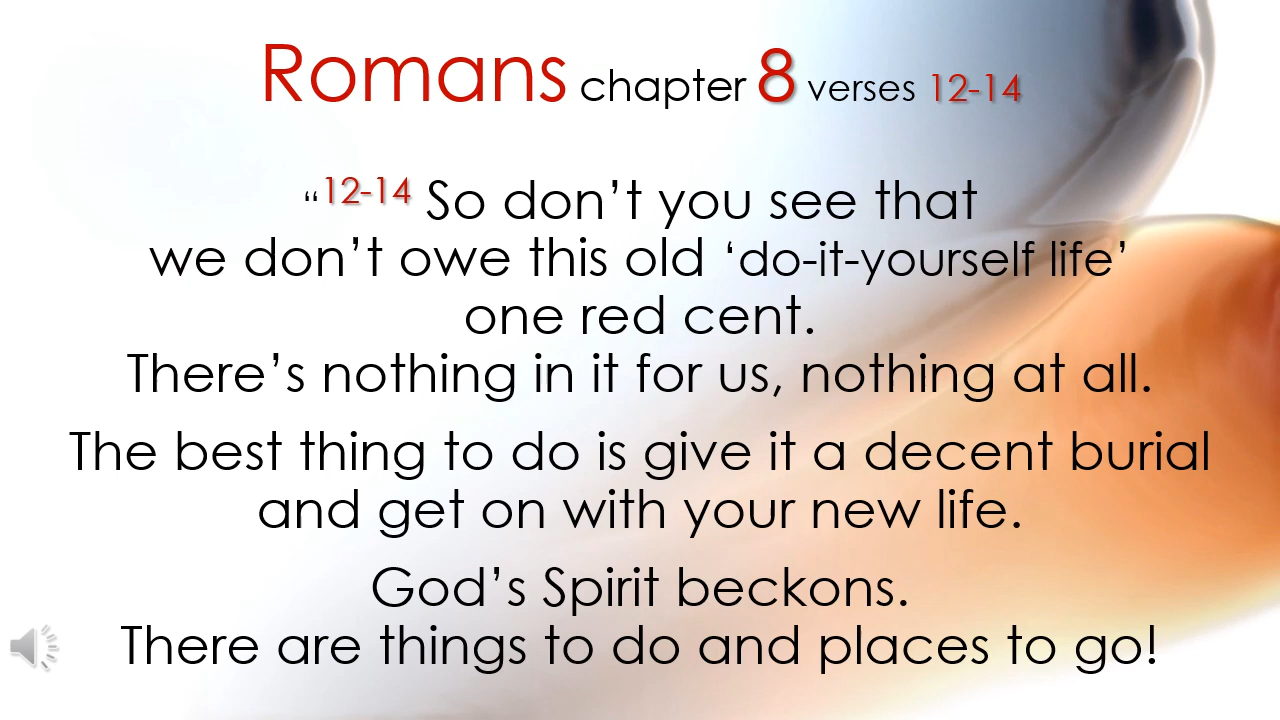 Romans chapter 8 verses 12-14
“12-14 So don’t you see that
we don’t owe this old ‘do-it-yourself life’
one red cent.
There’s nothing in it for us, nothing at all.
The best thing to do is give it a decent burial
and get on with your new life.
God’s Spirit beckons.
There are things to do and places to go!